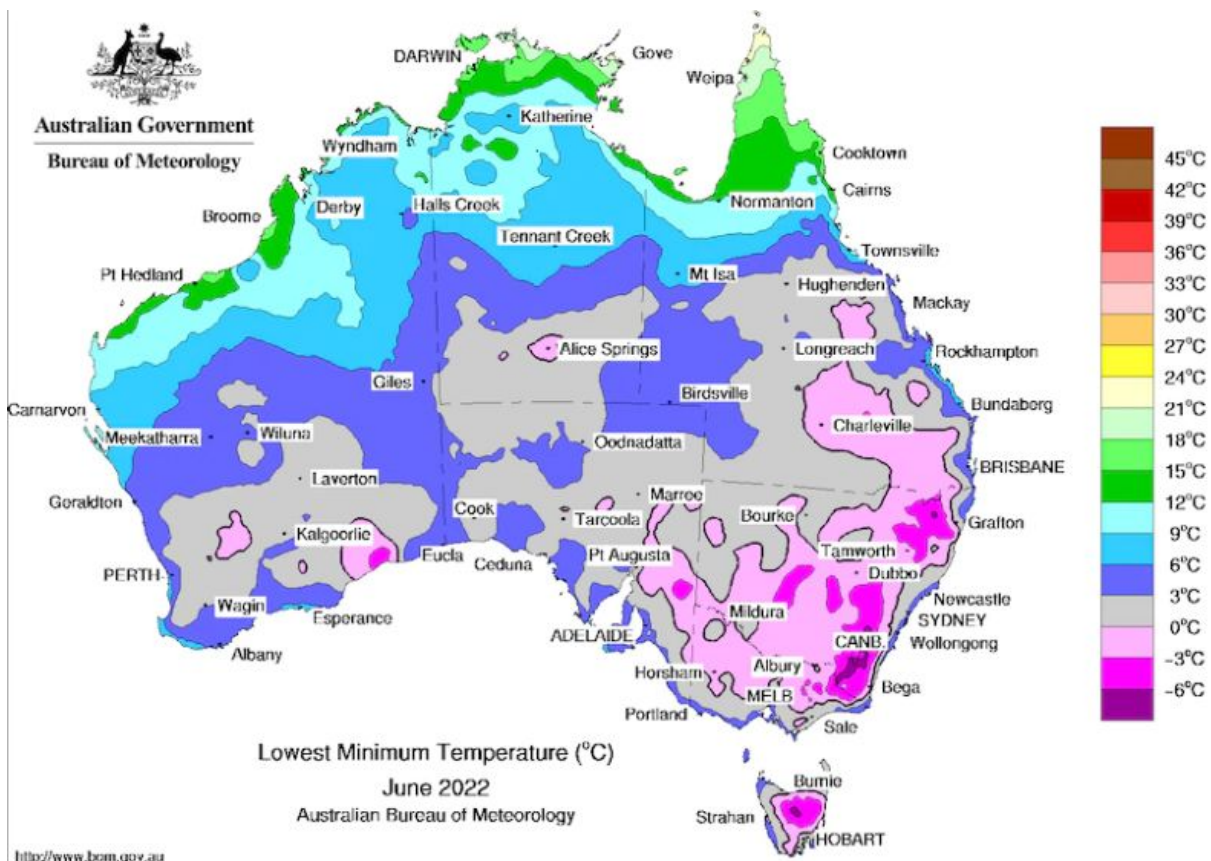 Australian Government
Bureau of Meteorology
DARWIN
Gove
Weipa
Katherine
Wyndham
Cooktown
Cairns
Broome
Derby
Halls Creek
Normanton
Tennant Creek
Townsville
Pt Hedland
Mt Isa
Hughenden
Mackay
Alice Springs
Longreach
Rockhampton
Giles
Birdsville
Carnarvon
Bundaberg
Meekatharra
Wiluna
Charleville
Oodnadatta
BRISBANE
Laverton
Geraldton
Marree
Cook
Bourke
Grafton
Tarcoola
Kalgoorlie
Eucla
Pt Augusta
Tamworth
Ceduna
PERTH
Dubbo
Newcastle
Wagin
Esperance
Mildura
SYDNEY
ADELAIDE
CANB.
Wollongong
Albany
Horsham
Albury
Bega
MELB
Portland
Sale
Burnie
Strahan
HOBART
45°C
42°C
39°C
36°C
33°C
30°C
27°C
24°C
21°C
18°C
15°C
12°C
9°C
6°C
3°C
0°C
-3°C
-6°C
Lowest Minimum Temperature (°C)
June 2022
Australian Bureau of Meteorology
http://www.bom.gov.au